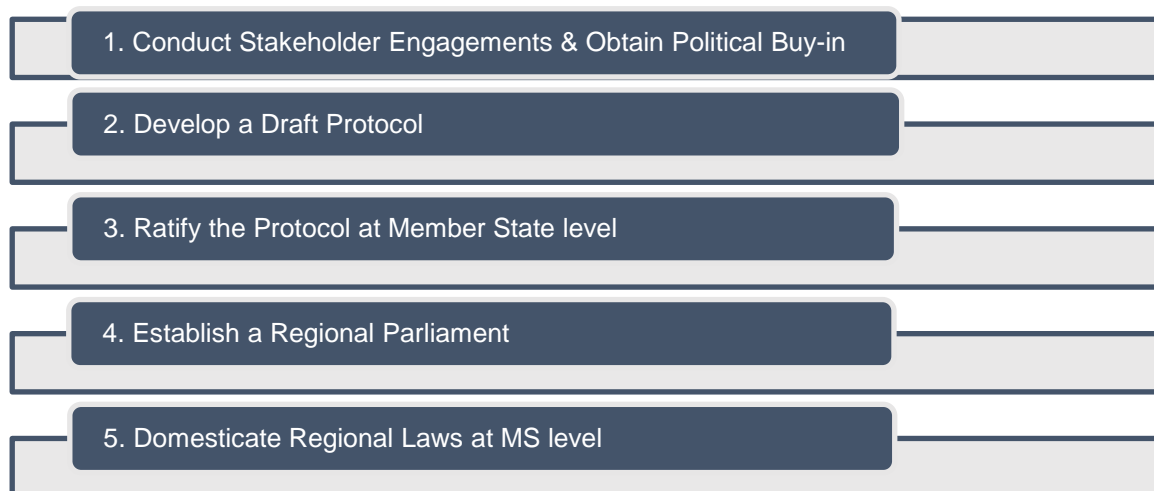 1. Conduct Stakeholder Engagements & Obtain Political Buy-in
2. Develop a Draft Protocol
3. Ratify the Protocol at Member State level
4. Establish a Regional Parliament
5. Domesticate Regional Laws at MS level